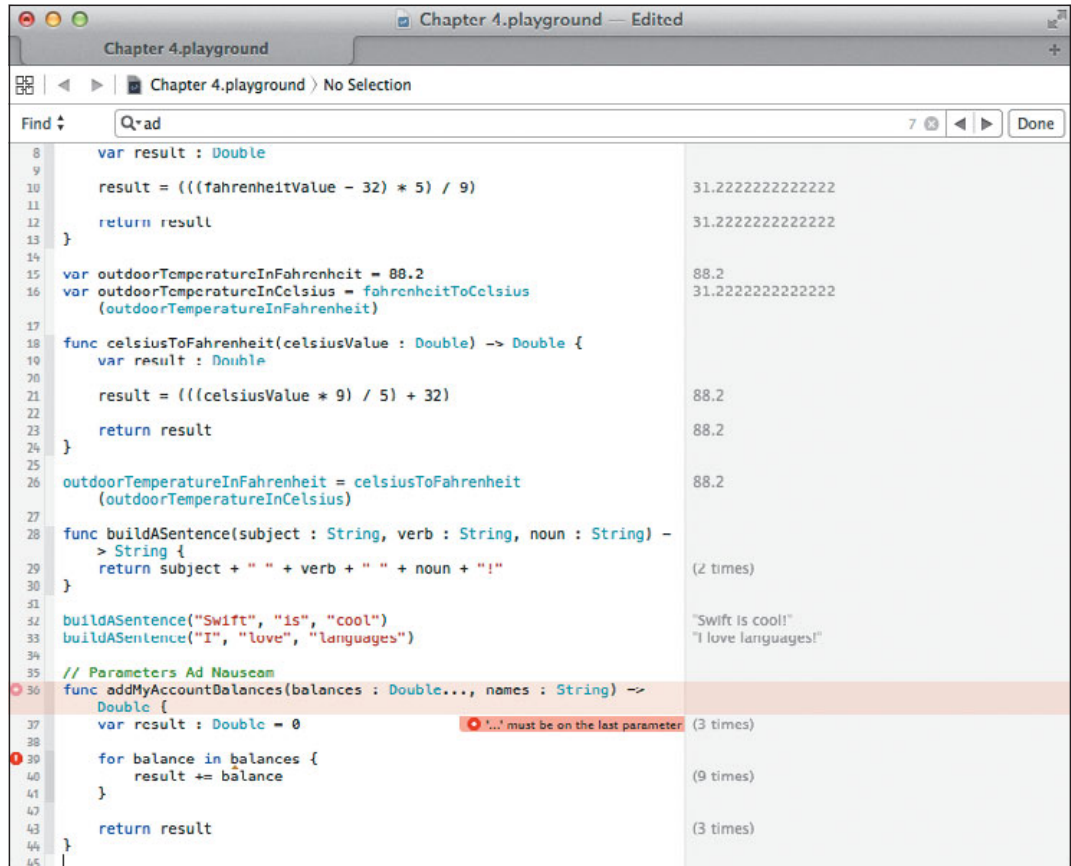 Chapter 4.playground — Edited
Chapter 4.playground
+
Chapter 4.playground 〉 No Selection
Find
ad
7
Done
8 var result : Double
9
10 result = (((fahrenheitValue - 32) * 5) / 9) 31.2222222222222
11
12 return result 31.2222222222222
13 }
14
15 var outdoorTemperatureInFahrenheit = 88.2 88.2
16 var outdoorTemperatureInCelsius = fahrenheitToCelsius 31.2222222222222
(outdoorTemperatureInFahrenheit)
17
18 func celsiusToFahrenheit(celsiusValue : Double) -> Double {
19 var result : Double
20
21 result = (((celsiusValue * 9) / 5) + 32) 88.2
22
23 return result 88.2
24 }
25
26 outdoorTemperatureInFahrenheit = celsiusToFahrenheit 88.2
(outdoorTemperatureInCelsius)
27
28 func buildASentence(subject : String, verb : String, noun : String) -
> String {
29 return subject + " " + verb + " " + noun + "!" (2 times)
30 }
31
32 buildASentence("Swift", "is", "cool") "Swift is cool!"
33 buildASentence("I", "love", "languages") "I love languages!"
34
35 // Parameters Ad Nauseam
36 func addMyAccountBalances(balances : Double..., names : String) ->
Double {
37 var result : Double = 0 '...' must be on the last parameter (3 times)
38
39 for balance in balances {
40 result += balance (9 times)
41 }
42
43 return result (3 times)
44 }
45